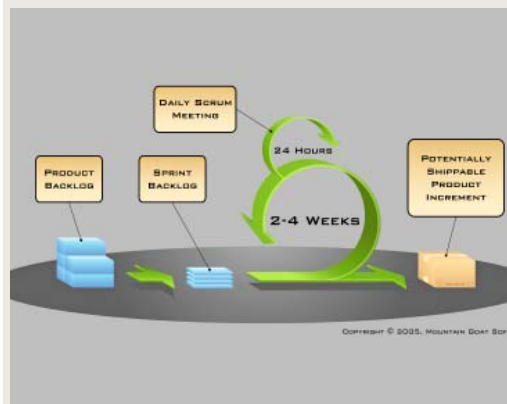 DAILY SCRUM
MEETING
24 HOURS
PRODUCT
BACKLOG
SPRINT
BACKLOG
POTENTIALLY
SHIPPABLE
PRODUCT
INCREMENT
2-4 WEEKS
COPYRIGHT © 2005, MOUNTAIN GOAT SOF